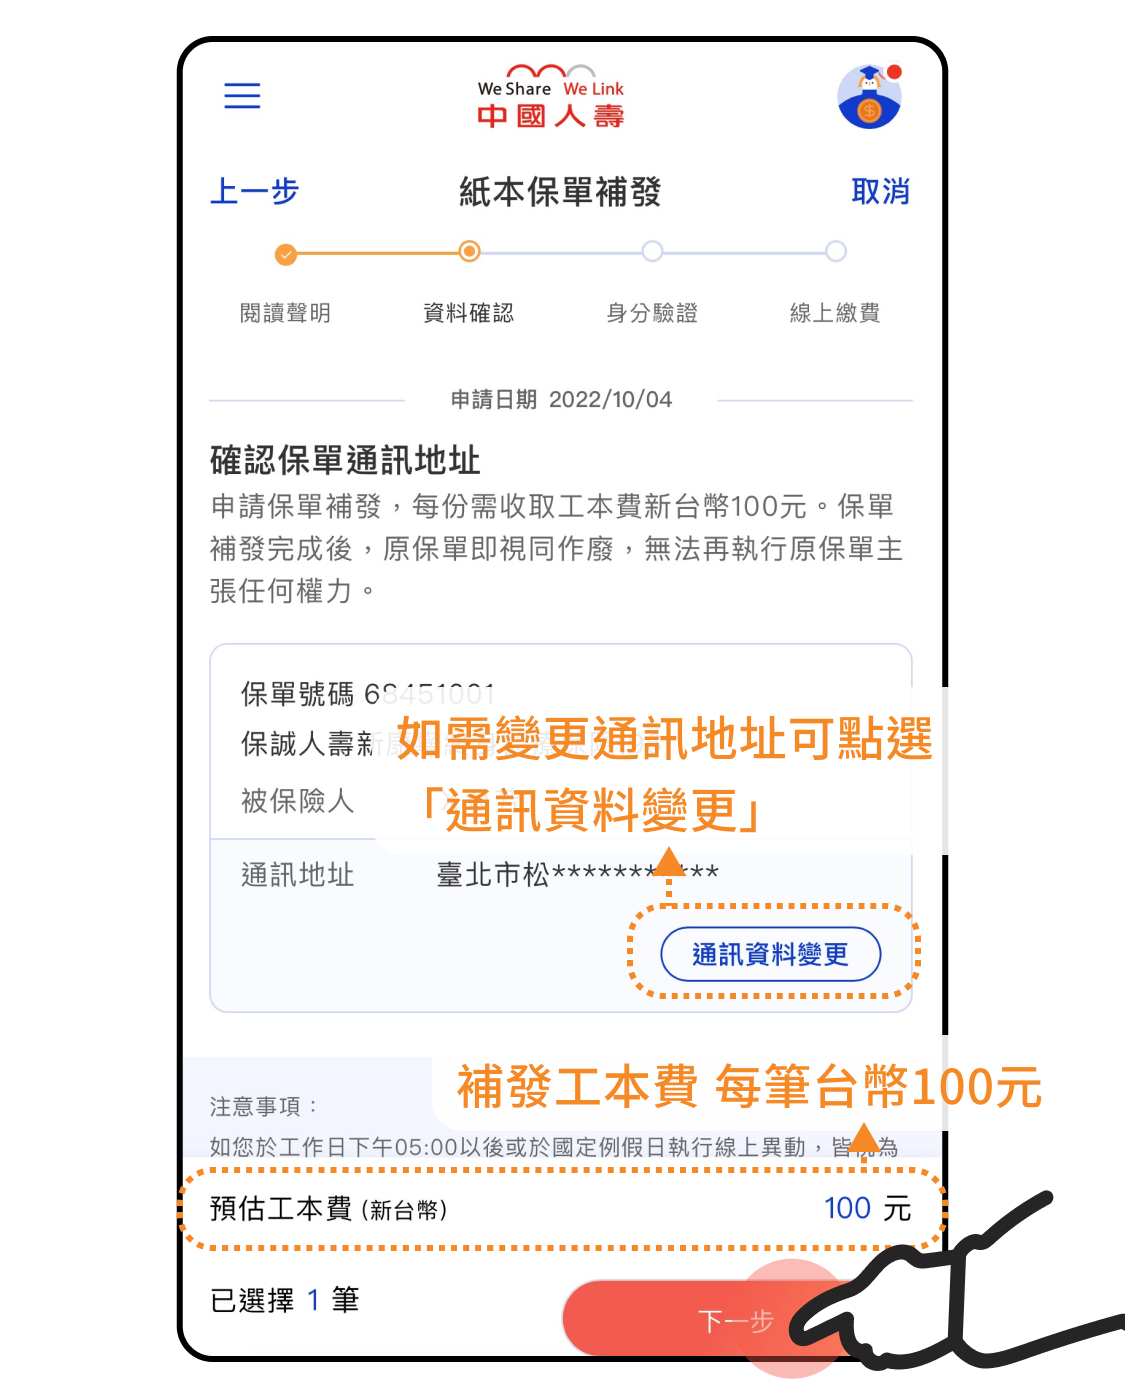 We Share We Link
中國人壽
上一步 紙本保單補發 取消
閱讀聲明 資料確認 身分驗證 線上繳費
申請日期 2022/10/04
確認保單通訊地址
申請保單補發，每份需收取工本費新台幣100元。保單
補發完成後，原保單即視同作廢，無法再執行原保單主
張任何權力。
保單號碼 68451001
保誠人壽新
如需變更通訊地址可點選
「通訊資料變更」
被保險人
通訊地址 臺北市松***********
通訊資料變更
補發工本費 每筆台幣100元
注意事項：
如您於工作日下午05:00以後或於國定例假日執行線上異動，皆視為
預估工本費 (新台幣) 100 元
已選擇 1 筆 下一步